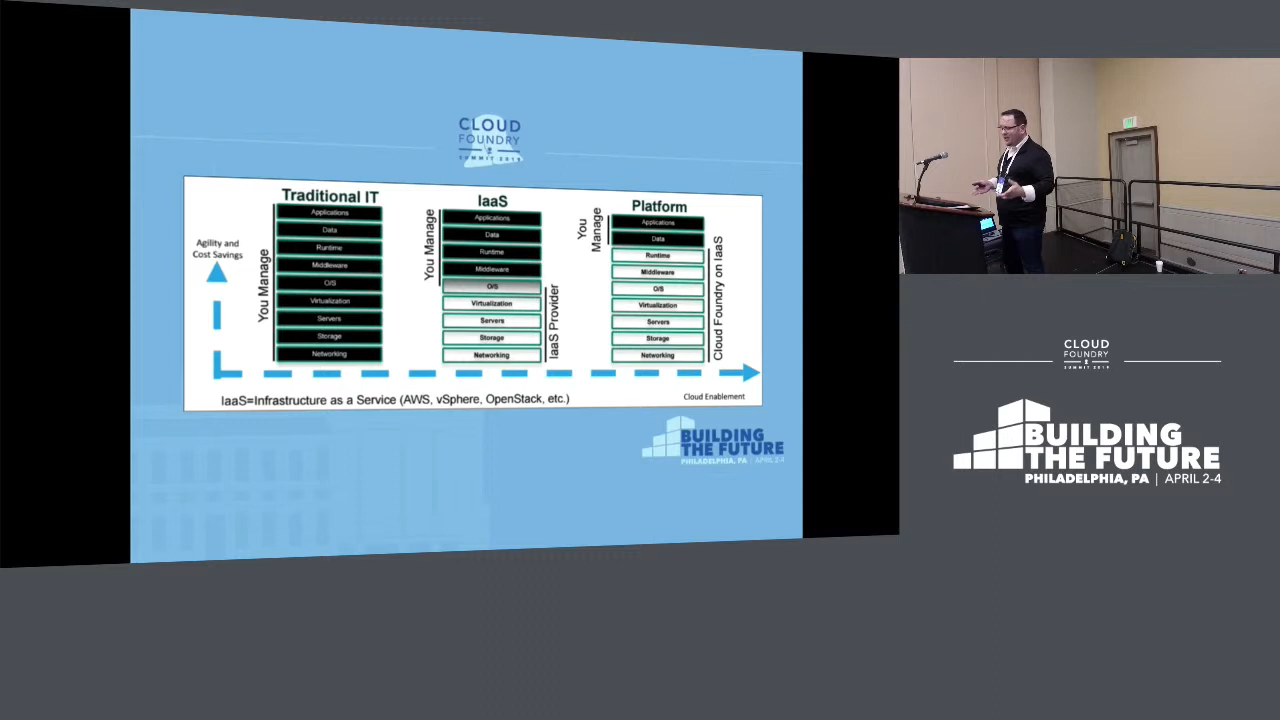 CLOUD
FOUNDRY
SUMMIT 2019
Traditional IT
Applications
Data
Runtime
Middleware
O/S
Virtualization
Servers
Storage
Networking
You Manage
Agility and
Cost Savings
IaaS
Applications
Data
Runtime
Middleware
O/S
Virtualization
Servers
Storage
Networking
You Manage
IaaS Provider
Platform
Applications
Data
Runtime
Middleware
O/S
Virtualization
Servers
Storage
Networking
You
Manage
Cloud Foundry on IaaS
IaaS=Infrastructure as a Service (AWS, vSphere, OpenStack, etc.)
Cloud Enablement
BUILDING
THE FUTURE
PHILADELPHIA, PA | APRIL 2-4
CLOUD
FOUNDRY
SUMMIT 2019
BUILDING
THE FUTURE
PHILADELPHIA, PA | APRIL 2-4